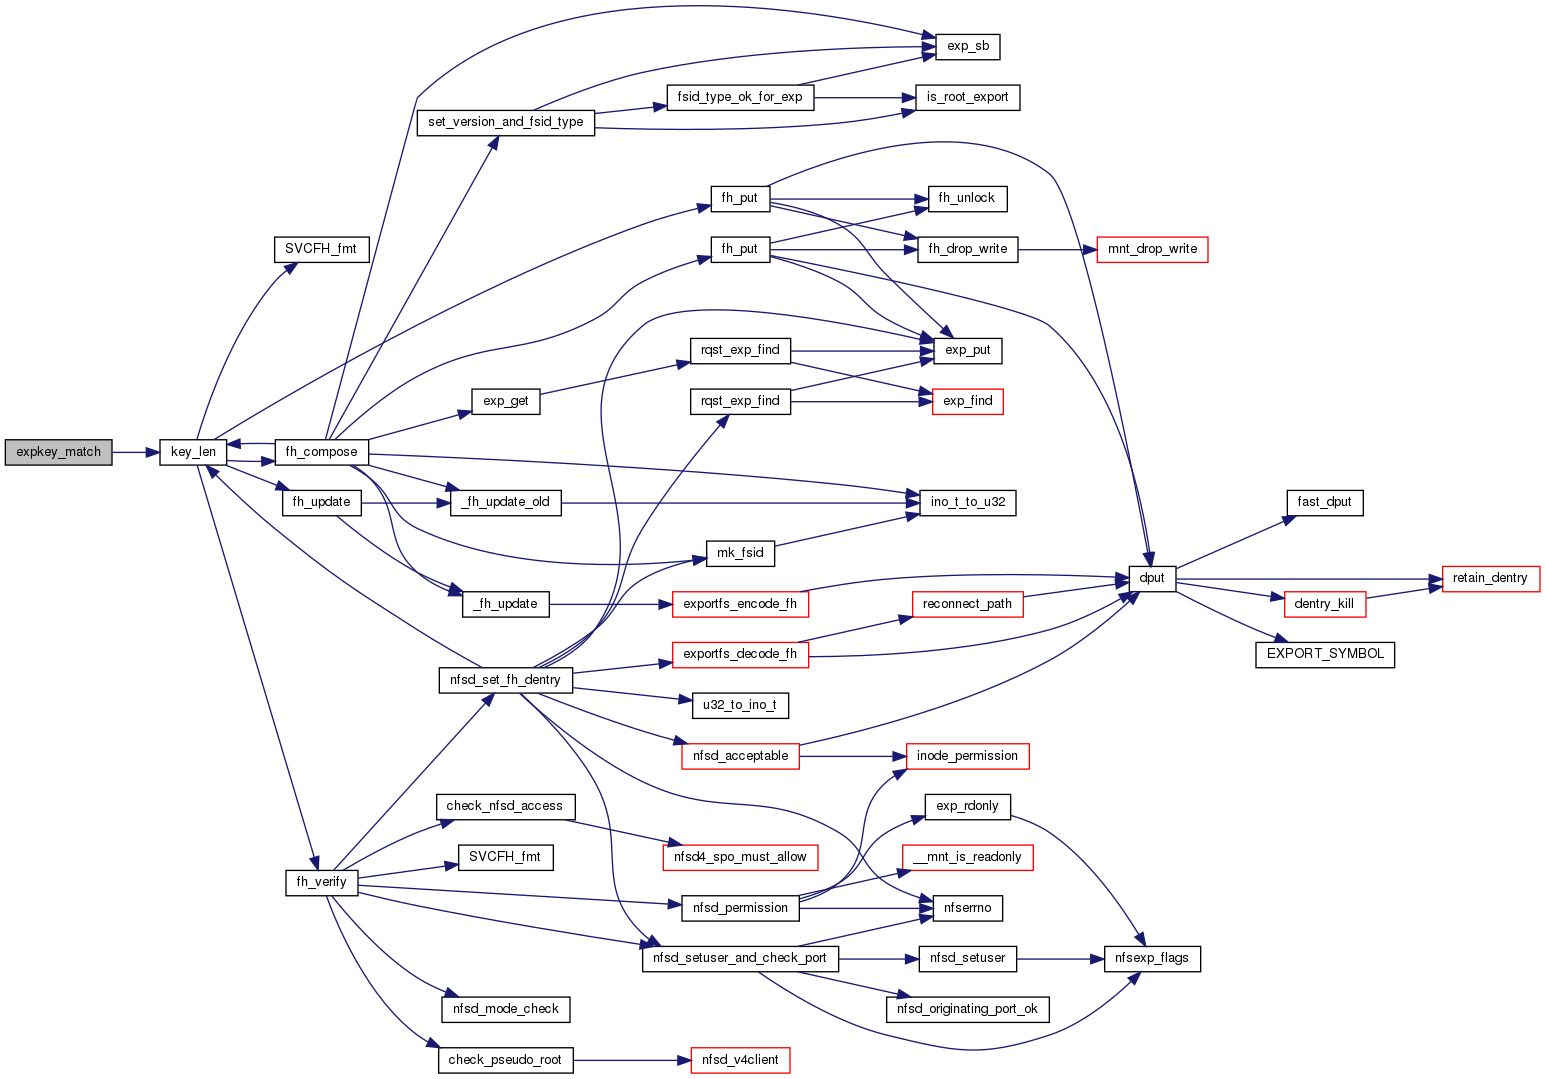 exp_sb
fsid_type_ok_for_exp
is_root_export
set_version_and_fsid_type
fh_put
fh_unlock
SVCFH_fmt
fh_put
fh_drop_write
mnt_drop_write
rqst_exp_find
exp_put
exp_get
rqst_exp_find
exp_find
expkey_match
key_len
fh_compose
fh_update
_fh_update_old
ino_t_to_u32
fast_dput
mk_fsid
dput
retain_dentry
_fh_update
exportfs_encode_fh
reconnect_path
dentry_kill
exportfs_decode_fh
EXPORT_SYMBOL
nfsd_set_fh_dentry
u32_to_ino_t
nfsd_acceptable
inode_permission
check_nfsd_access
exp_rdonly
SVCFH_fmt
nfsd4_spo_must_allow
__mnt_is_readonly
fh_verify
nfsd_permission
nfserrno
nfsd_setuser_and_check_port
nfsd_setuser
nfsexp_flags
nfsd_mode_check
nfsd_originating_port_ok
check_pseudo_root
nfsd_v4client